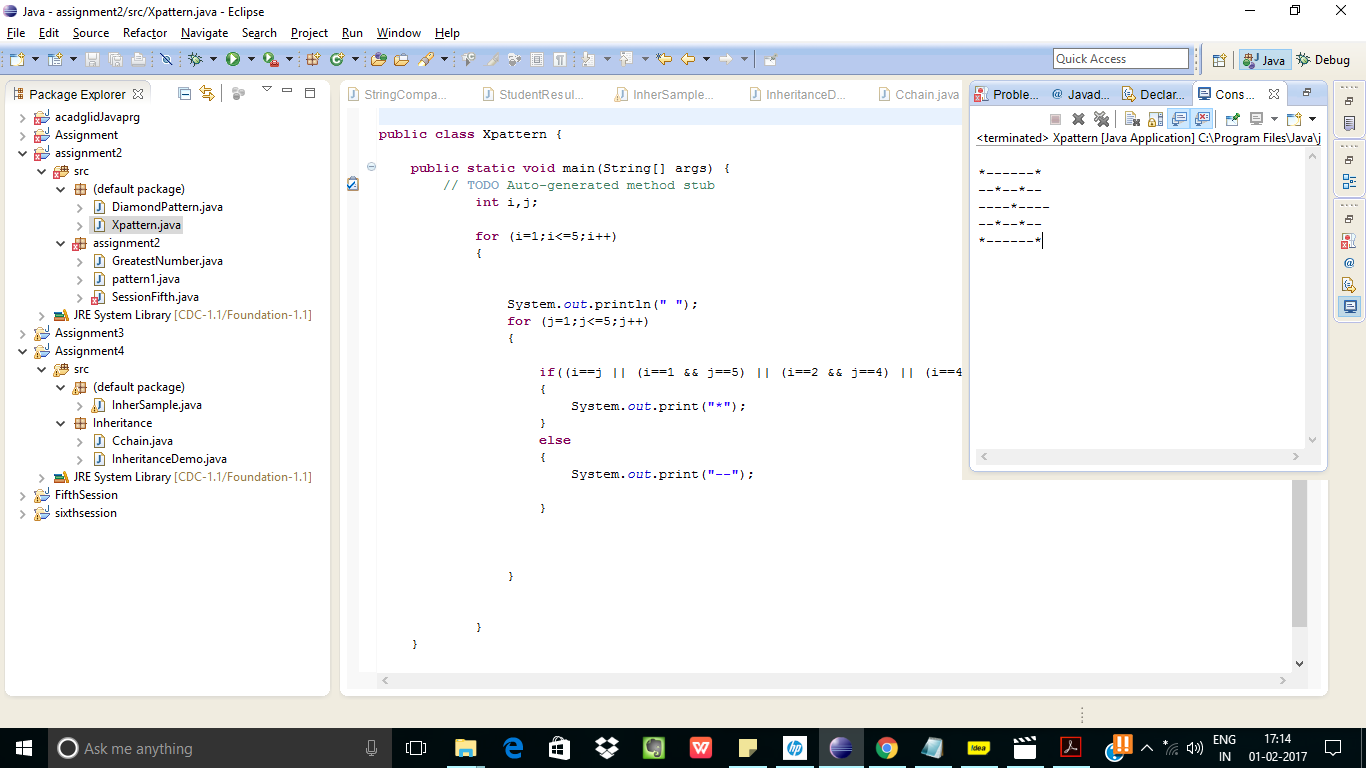 Java - assignment2/src/Xpattern.java - Eclipse
File Edit Source Refactor Navigate Search Project Run Window Help
Quick Access
Java
Debug
Package Explorer
acadglidJavaprg
Assignment
assignment2
src
(default package)
DiamondPattern.java
Xpattern.java
assignment2
GreatestNumber.java
pattern1.java
SessionFifth.java
JRE System Library [CDC-1.1/Foundation-1.1]
Assignment3
Assignment4
src
(default package)
InherSample.java
Inheritance
Cchain.java
InheritanceDemo.java
JRE System Library [CDC-1.1/Foundation-1.1]
FifthSession
sixthsession
StringCompa... StudentResul... InherSample... InheritanceD... Cchain.java
public class Xpattern {
public static void main(String[] args) {
// TODO Auto-generated method stub
int i,j;
for (i=1;i<=5;i++)
{
System.out.println(" ");
for (j=1;j<=5;j++)
{
if((i==j || (i==1 && j==5) || (i==2 && j==4) || (i==4
{
System.out.print("*");
}
else
{
System.out.print("--");
}
}
}
}
Proble... @ Javad... Declar... Cons...
<terminated> Xpattern [Java Application] C:\Program Files\Java\j
*------*
--*--*--
----*----
--*--*--
*------*
Ask me anything
ENG
IN
17:14
01-02-2017